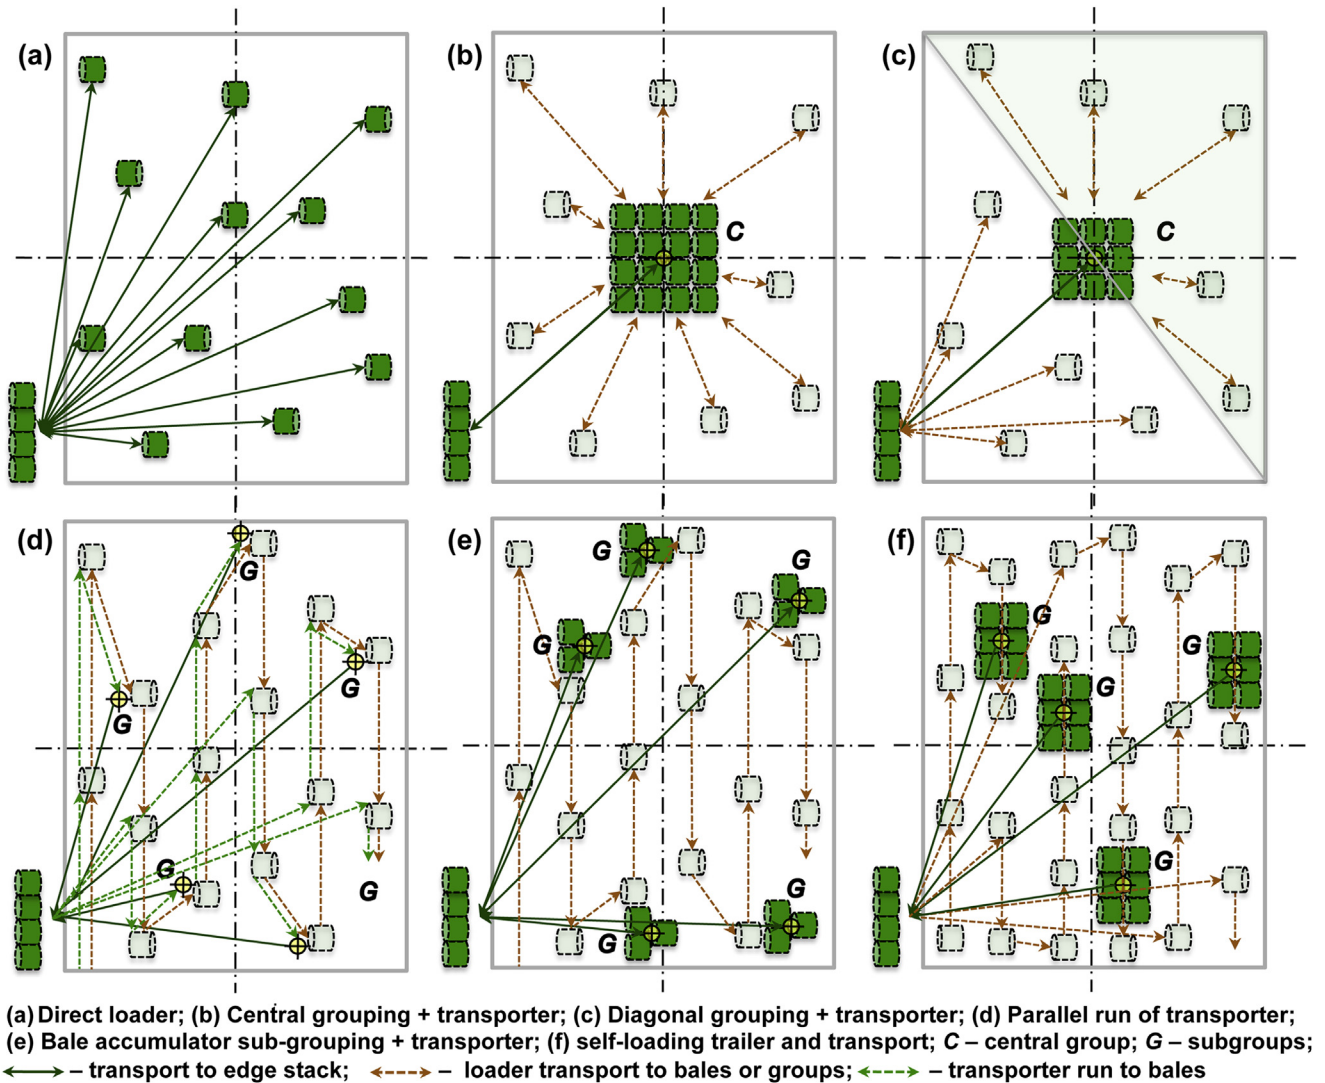 (a)
(b)
C
(c)
C
(d)
G
G
G
G
G
(e)
G
G
G
G
G
(f)
G
G
G
G
(a) Direct loader; (b) Central grouping + transporter; (c) Diagonal grouping + transporter; (d) Parallel run of transporter;
(e) Bale accumulator sub-grouping + transporter; (f) self-loading trailer and transport; C – central group; G – subgroups;
– transport to edge stack; – loader transport to bales or groups; – transporter run to bales